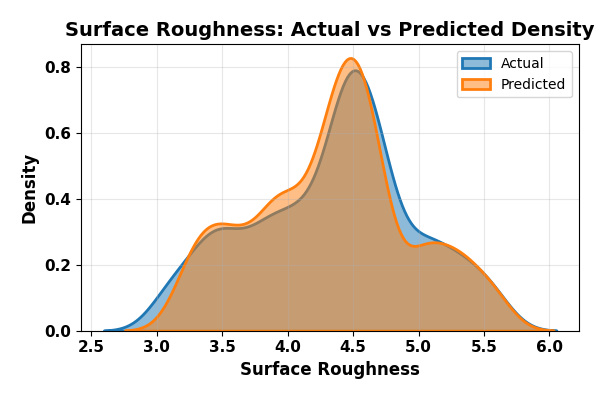 Surface Roughness: Actual vs Predicted Density
Actual
Predicted
Density
0.8
0.6
0.4
0.2
0.0
2.5 3.0 3.5 4.0 4.5 5.0 5.5 6.0
Surface Roughness